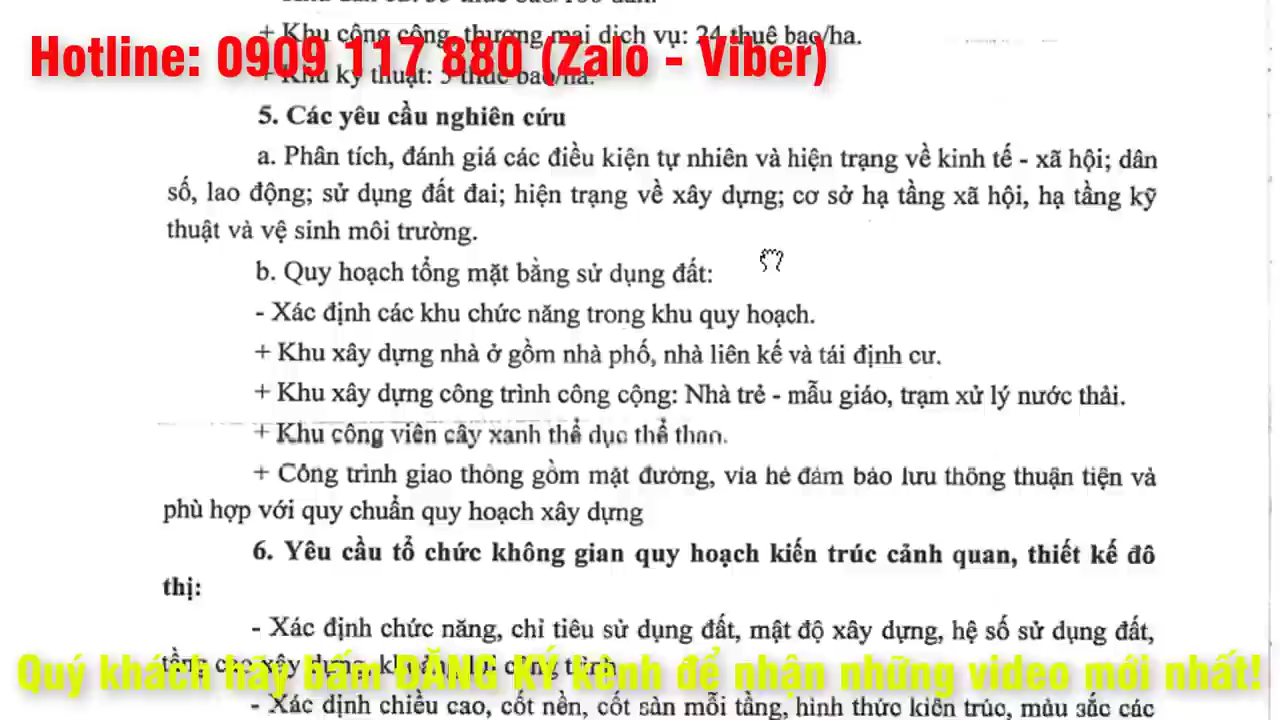 + Khu công cộng, thương mại dịch vụ: 24 thuê bao/ha.
Hotline: 0909 117 880 (Zalo - Viber)
+ Khu kỹ thuật: 5 thuê bao/ha.
5. Các yêu cầu nghiên cứu
a. Phân tích, đánh giá các điều kiện tự nhiên và hiện trạng về kinh tế - xã hội; dân
số, lao động; sử dụng đất đai; hiện trạng về xây dựng; cơ sở hạ tầng xã hội, hạ tầng kỹ
thuật và vệ sinh môi trường.
b. Quy hoạch tổng mặt bằng sử dụng đất:
- Xác định các khu chức năng trong khu quy hoạch.
+ Khu xây dựng nhà ở gồm nhà phố, nhà liên kế và tái định cư.
+ Khu xây dựng công trình công cộng: Nhà trẻ - mẫu giáo, trạm xử lý nước thải.
+ Khu công viên cây xanh thể dục thể thao.
+ Công trình giao thông gồm mặt đường, vỉa hè đảm bảo lưu thông thuận tiện và
phù hợp với quy chuẩn quy hoạch xây dựng
6. Yêu cầu tổ chức không gian quy hoạch kiến trúc cảnh quan, thiết kế đô
thị:
- Xác định chức năng, chỉ tiêu sử dụng đất, mật độ xây dựng, hệ số sử dụng đất,
tầng cao xây dựng, công trình
Quý khách hãy bấm ĐĂNG KÝ kênh để nhận những video mới nhất!
- Xác định chiều cao, cốt nền, cốt sàn mỗi tầng, hình thức kiến trúc, màu sắc các